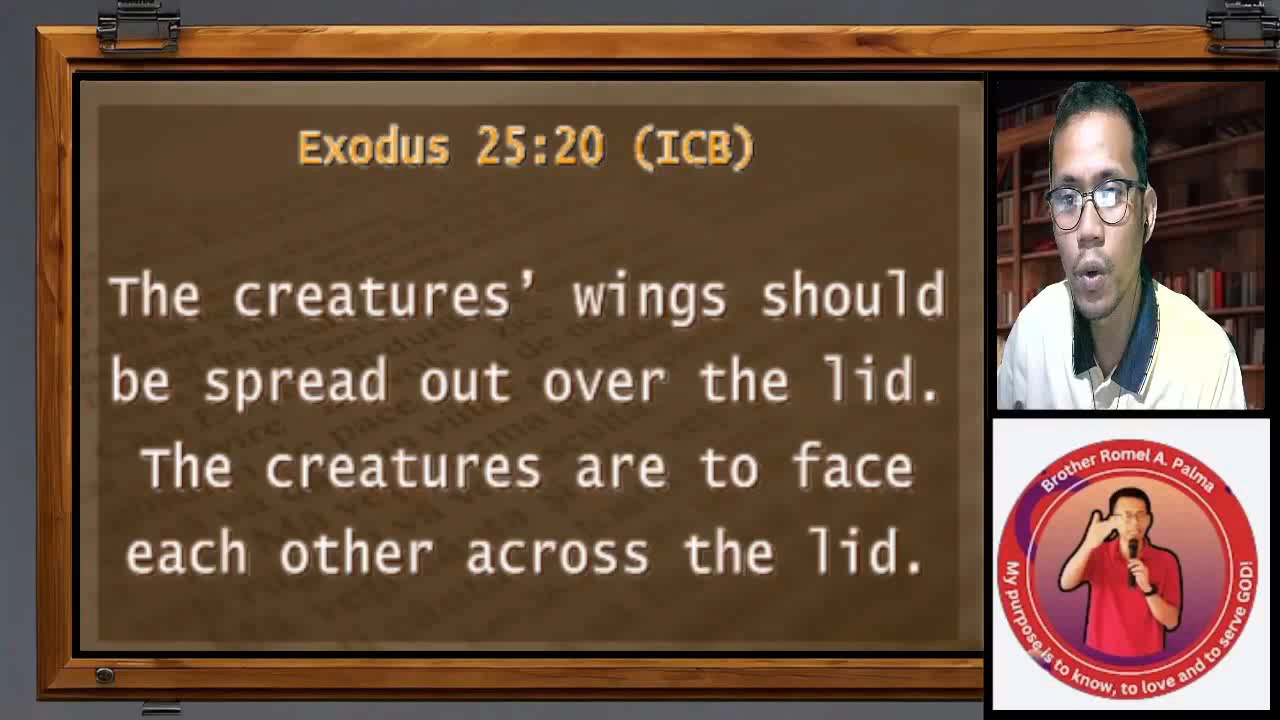 Exodus 25:20 (ICB)
The creatures’ wings should
be spread out over the lid.
The creatures are to face
each other across the lid.
Brother Romel A. Palma
My purpose is to know, to love and to serve GOD!